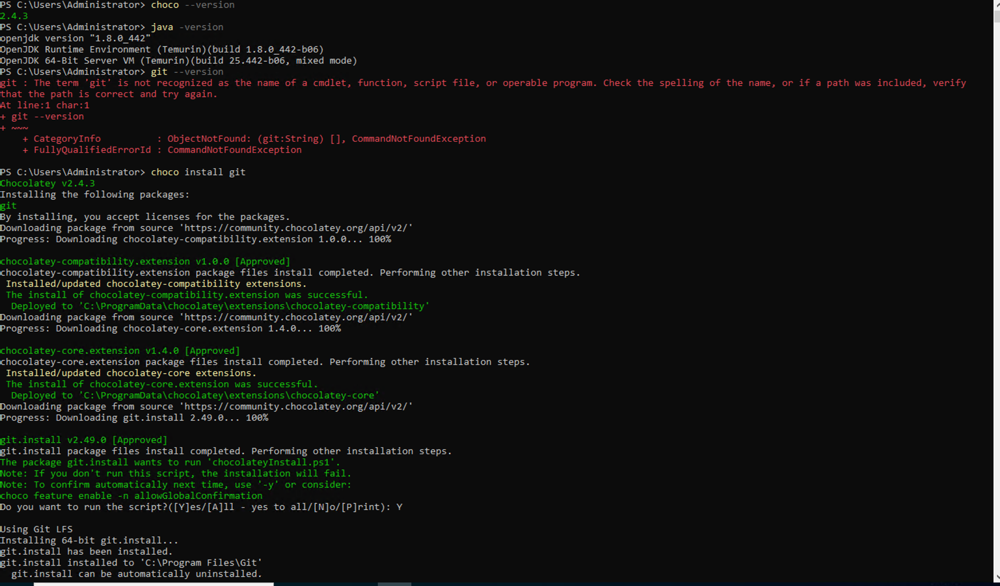 PS C:\Users\Administrator> choco --version
2.4.3
PS C:\Users\Administrator> java -version
openjdk version "1.8.0_442"
OpenJDK Runtime Environment (Temurin)(build 1.8.0_442-b06)
OpenJDK 64-Bit Server VM (Temurin)(build 25.442-b06, mixed mode)
PS C:\Users\Administrator> git --version
git : The term 'git' is not recognized as the name of a cmdlet, function, script file, or operable program. Check the spelling of the name, or if a path was included, verify
that the path is correct and try again.
At line:1 char:1
+ git --version
+ ~~~
    + CategoryInfo          : ObjectNotFound: (git:String) [], CommandNotFoundException
    + FullyQualifiedErrorId : CommandNotFoundException

PS C:\Users\Administrator> choco install git
Chocolatey v2.4.3
Installing the following packages:
git
By installing, you accept licenses for the packages.
Downloading package from source 'https://community.chocolatey.org/api/v2/'
Progress: Downloading chocolatey-compatibility.extension 1.0.0... 100%

chocolatey-compatibility.extension v1.0.0 [Approved]
chocolatey-compatibility.extension package files install completed. Performing other installation steps.
 Installed/updated chocolatey-compatibility extensions.
 The install of chocolatey-compatibility.extension was successful.
  Deployed to 'C:\ProgramData\chocolatey\extensions\chocolatey-compatibility'
Downloading package from source 'https://community.chocolatey.org/api/v2/'
Progress: Downloading chocolatey-core.extension 1.4.0... 100%

chocolatey-core.extension v1.4.0 [Approved]
chocolatey-core.extension package files install completed. Performing other installation steps.
 Installed/updated chocolatey-core extensions.
 The install of chocolatey-core.extension was successful.
  Deployed to 'C:\ProgramData\chocolatey\extensions\chocolatey-core'
Downloading package from source 'https://community.chocolatey.org/api/v2/'
Progress: Downloading git.install 2.49.0... 100%

git.install v2.49.0 [Approved]
git.install package files install completed. Performing other installation steps.
The package git.install wants to run 'chocolateyInstall.ps1'.
Note: If you don't run this script, the installation will fail.
Note: To confirm automatically next time, use '-y' or consider:
choco feature enable -n allowGlobalConfirmation
Do you want to run the script?([Y]es/[A]ll - yes to all/[N]o/[P]rint): Y

Using Git LFS
Installing 64-bit git.install...
git.install has been installed.
git.install installed to 'C:\Program Files\Git'
  git.install can be automatically uninstalled.